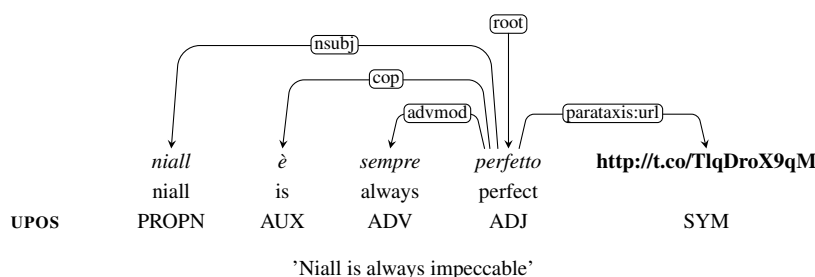 root
nsubj
cop
advmod parataxis:url
niall è sempre perfetto http://t.co/TlqDroX9qM
niall is always perfect
UPOS PROPN AUX ADV ADJ SYM
'Niall is always impeccable'